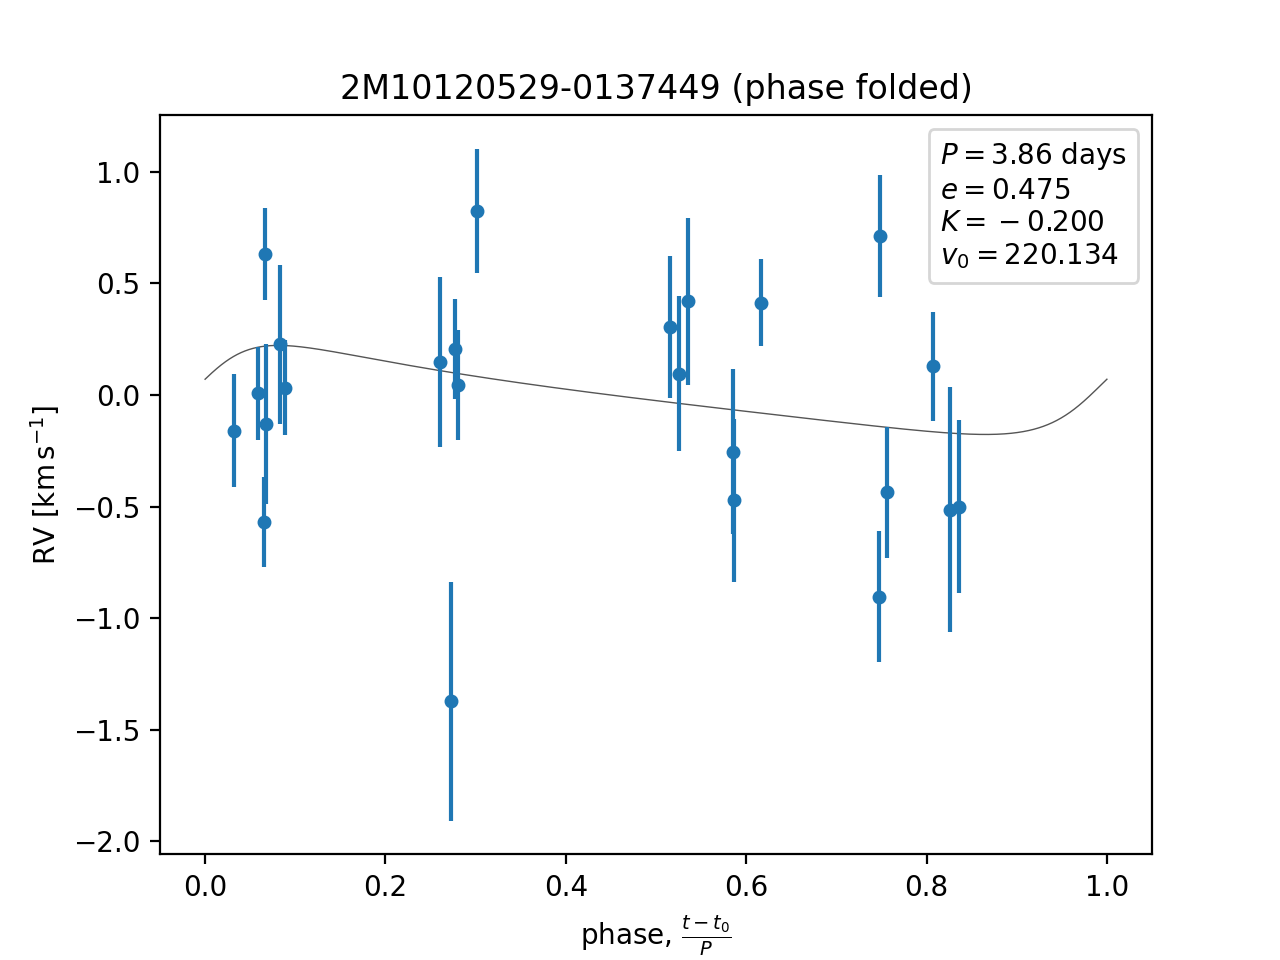 2M10120529-0137449 (phase folded)
P = 3.86 days
e = 0.475
K = −0.200
v₀ = 220.134
1.0
0.5
0.0
−0.5
−1.0
−1.5
−2.0
RV [km s⁻¹]
0.0 0.2 0.4 0.6 0.8 1.0
phase, (t − t₀)/P